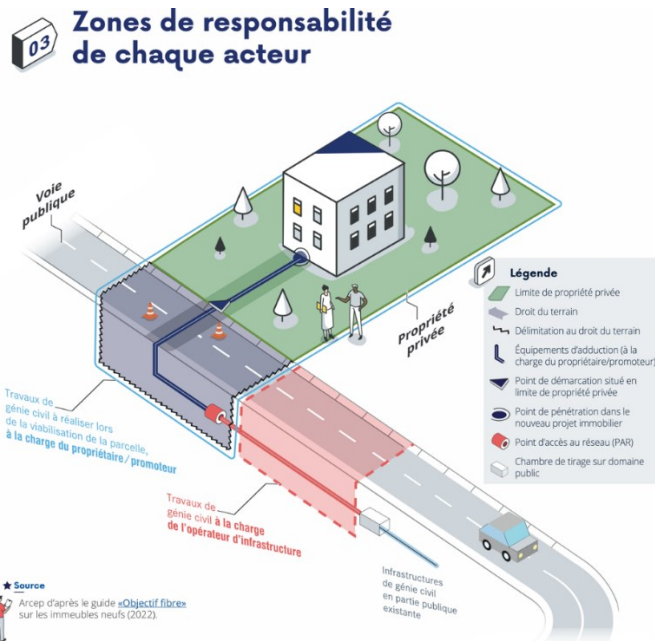 03
Zones de responsabilité
de chaque acteur
Voie
publique
Propriété
privée
Légende
Limite de propriété privée
Droit du terrain
Délimitation au droit du terrain
Équipements d'adduction (à la
charge du propriétaire/promoteur)
Point de démarcation situé en
limite de propriété privée
Point de pénétration dans le
nouveau projet immobilier
Point d'accès au réseau (PAR)
Chambre de tirage sur domaine
public
Travaux de
génie civil à réaliser lors
de la viabilisation de la parcelle,
à la charge du propriétaire/promoteur
Travaux de
génie civil à la charge
de l'opérateur d'infrastructure
Infrastructures
de génie civil
en partie publique
existante
Source
Arcep d'après le guide «Objectif fibre»
sur les immeubles neufs (2022).